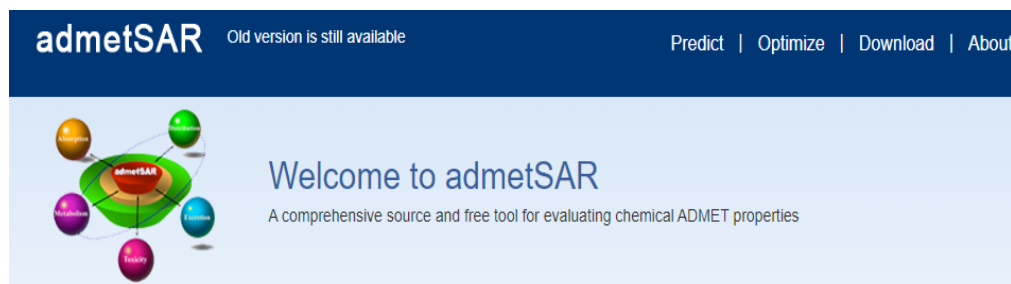 admetSAR Old version is still available Predict | Optimize | Download | About
Absorption
Distribution
admetSAR
Metabolism
Excretion
Toxicity
Welcome to admetSAR
A comprehensive source and free tool for evaluating chemical ADMET properties